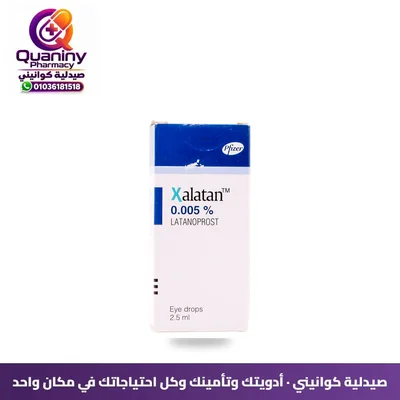 Quaniny
Pharmacy
صيدلية كوانيني
01036181518
Pfizer
Xalatan™
0.005 %
LATANOPROST
Eye drops
2.5 ml
صيدلية كوانيني - أدويتك وتأمينك وكل احتياجاتك في مكان واحد